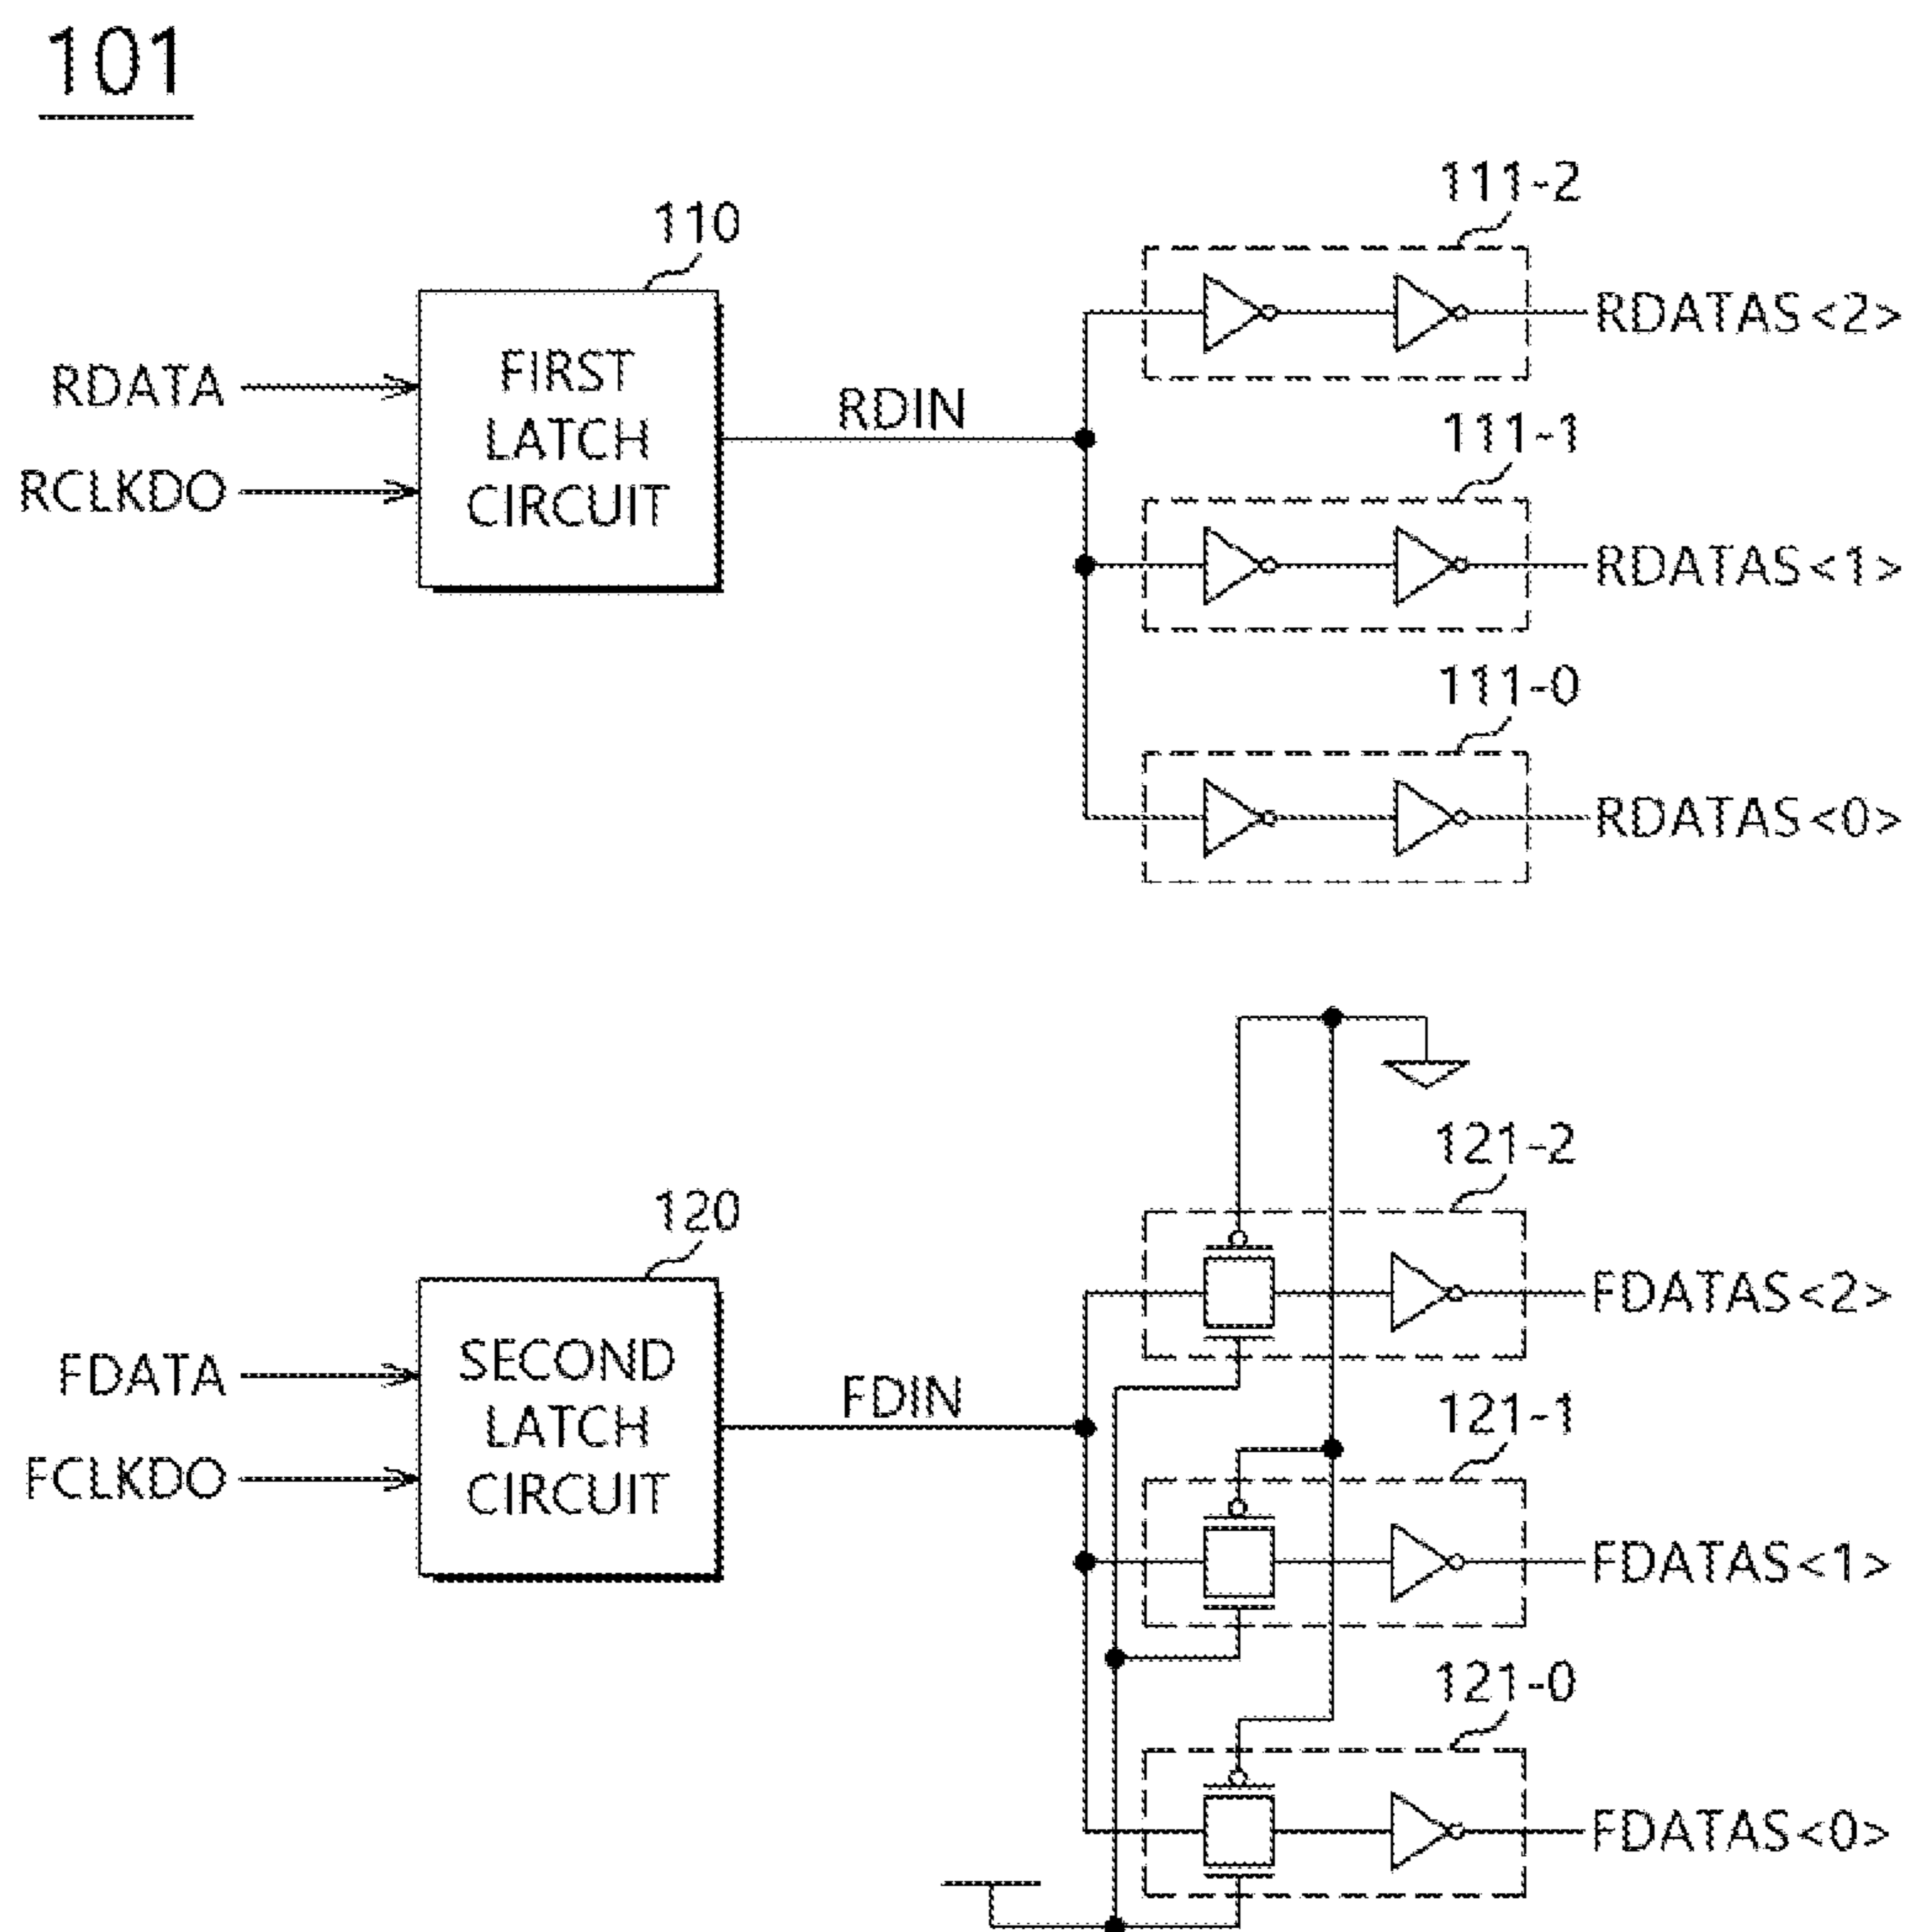 101
111-2
110
RDATAS<2>
FIRST
LATCH
CIRCUIT
RDATA
RDIN
111-1
RCLKDO
RDATAS<1>
111-0
RDATAS<0>
121-2
120
FDATAS<2>
SECOND
LATCH
CIRCUIT
FDATA
FDIN
121-1
FCLKDO
FDATAS<1>
121-0
FDATAS<0>